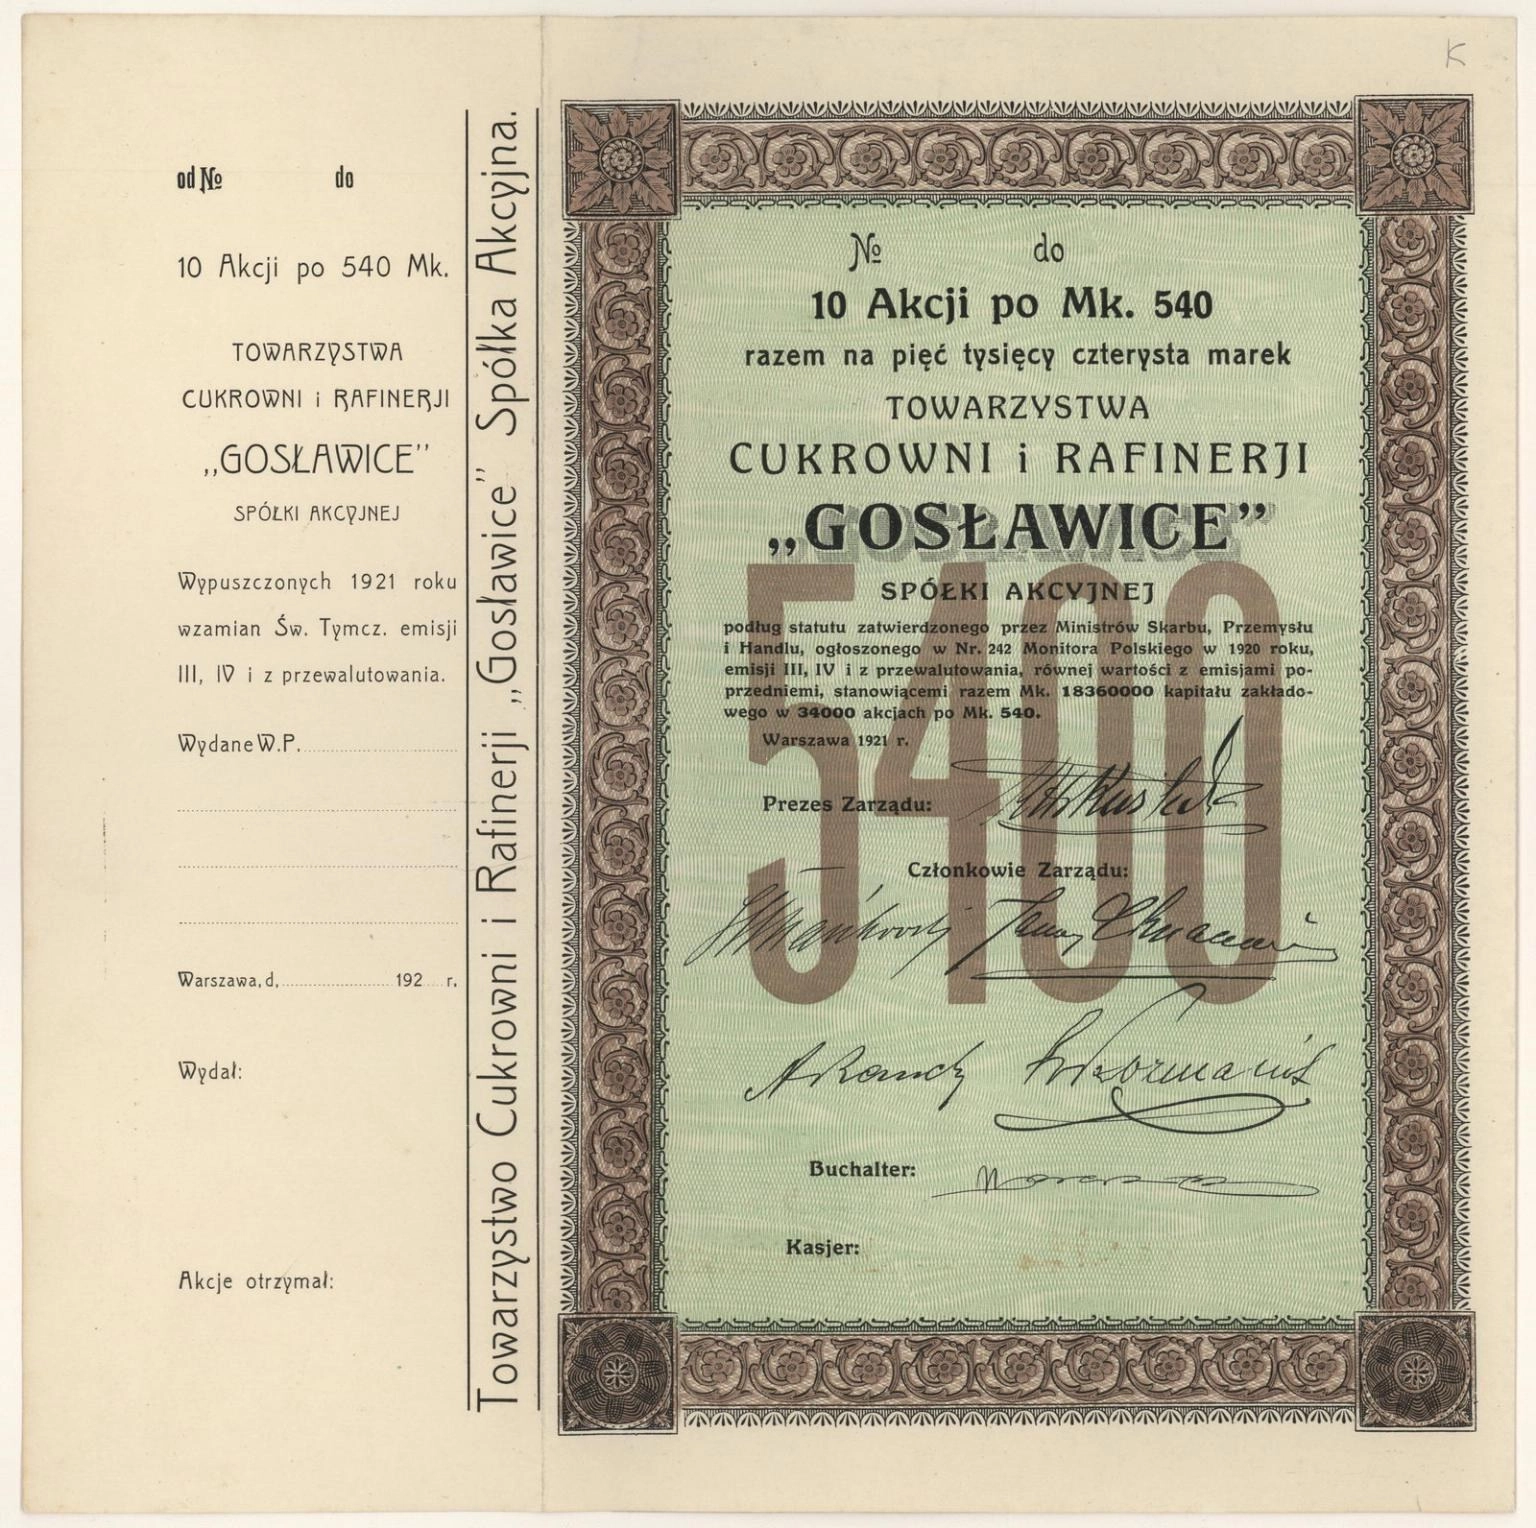 K
od № do
10 Akcji po 540 Mk.
TOWARZYSTWA
CUKROWNI i RAFINERJI
„GOSŁAWICE”
SPÓŁKI AKCYJNEJ
Wypuszczonych 1921 roku
wzamian Św. Tymcz. emisji
III, IV i z przewalutowania.
Wydane W.P.
Warszawa, d, 192 r.
Wydał:
Akcje otrzymał:
Towarzystwo Cukrowni i Rafinerji „Gosławice” Spółka Akcyjna.
№ do
10 Akcji po Mk. 540
razem na pięć tysięcy czterysta marek
TOWARZYSTWA
CUKROWNI i RAFINERJI
„GOSŁAWICE”
SPÓŁKI AKCYJNEJ
5400
podług statutu zatwierdzonego przez Ministrów Skarbu, Przemysłu
i Handlu, ogłoszonego w Nr. 242 Monitora Polskiego w 1920 roku,
emisji III, IV i z przewalutowania, równej wartości z emisjami po-
przedniemi, stanowiącemi razem Mk. 18360000 kapitału zakłado-
wego w 34000 akcjach po Mk. 540.
Warszawa 1921 r.
Prezes Zarządu:
Członkowie Zarządu:
Buchalter:
Kasjer: